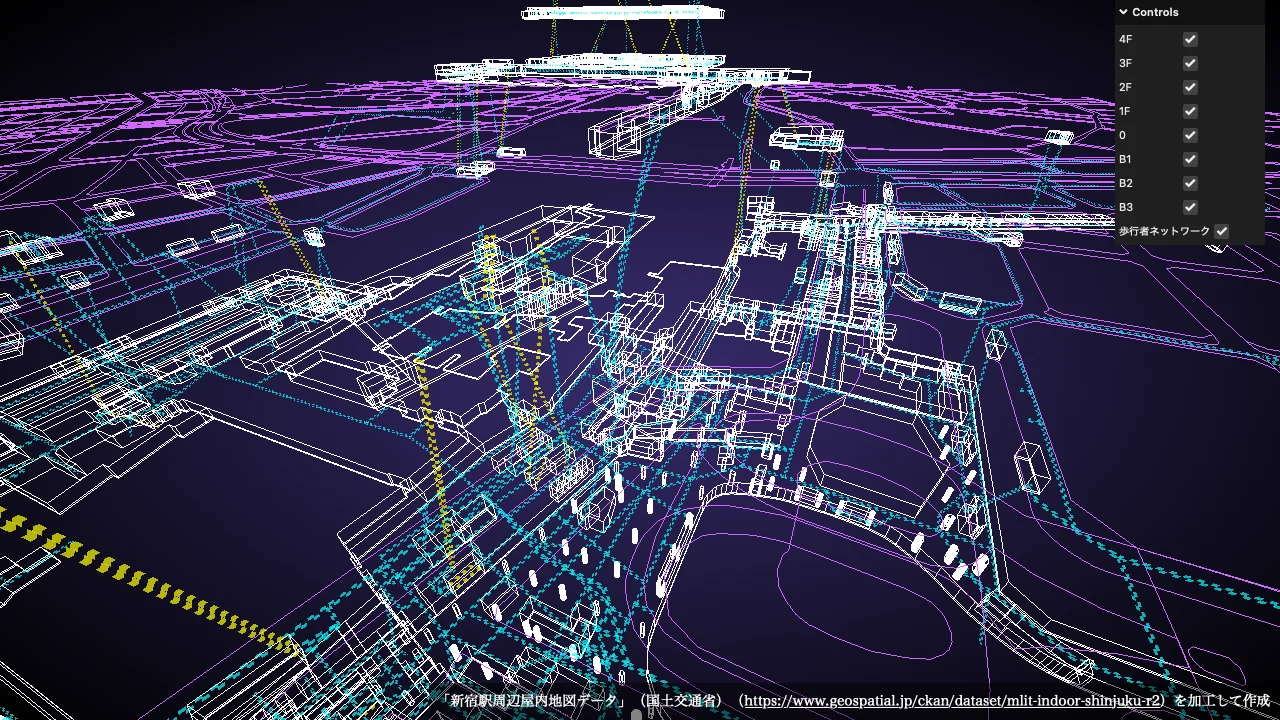 Controls
4F
3F
2F
1F
0
B1
B2
B3
歩行者ネットワーク
「新宿駅周辺屋内地図データ」（国土交通省）（https://www.geospatial.jp/ckan/dataset/mlit-indoor-shinjuku-r2）を加工して作成